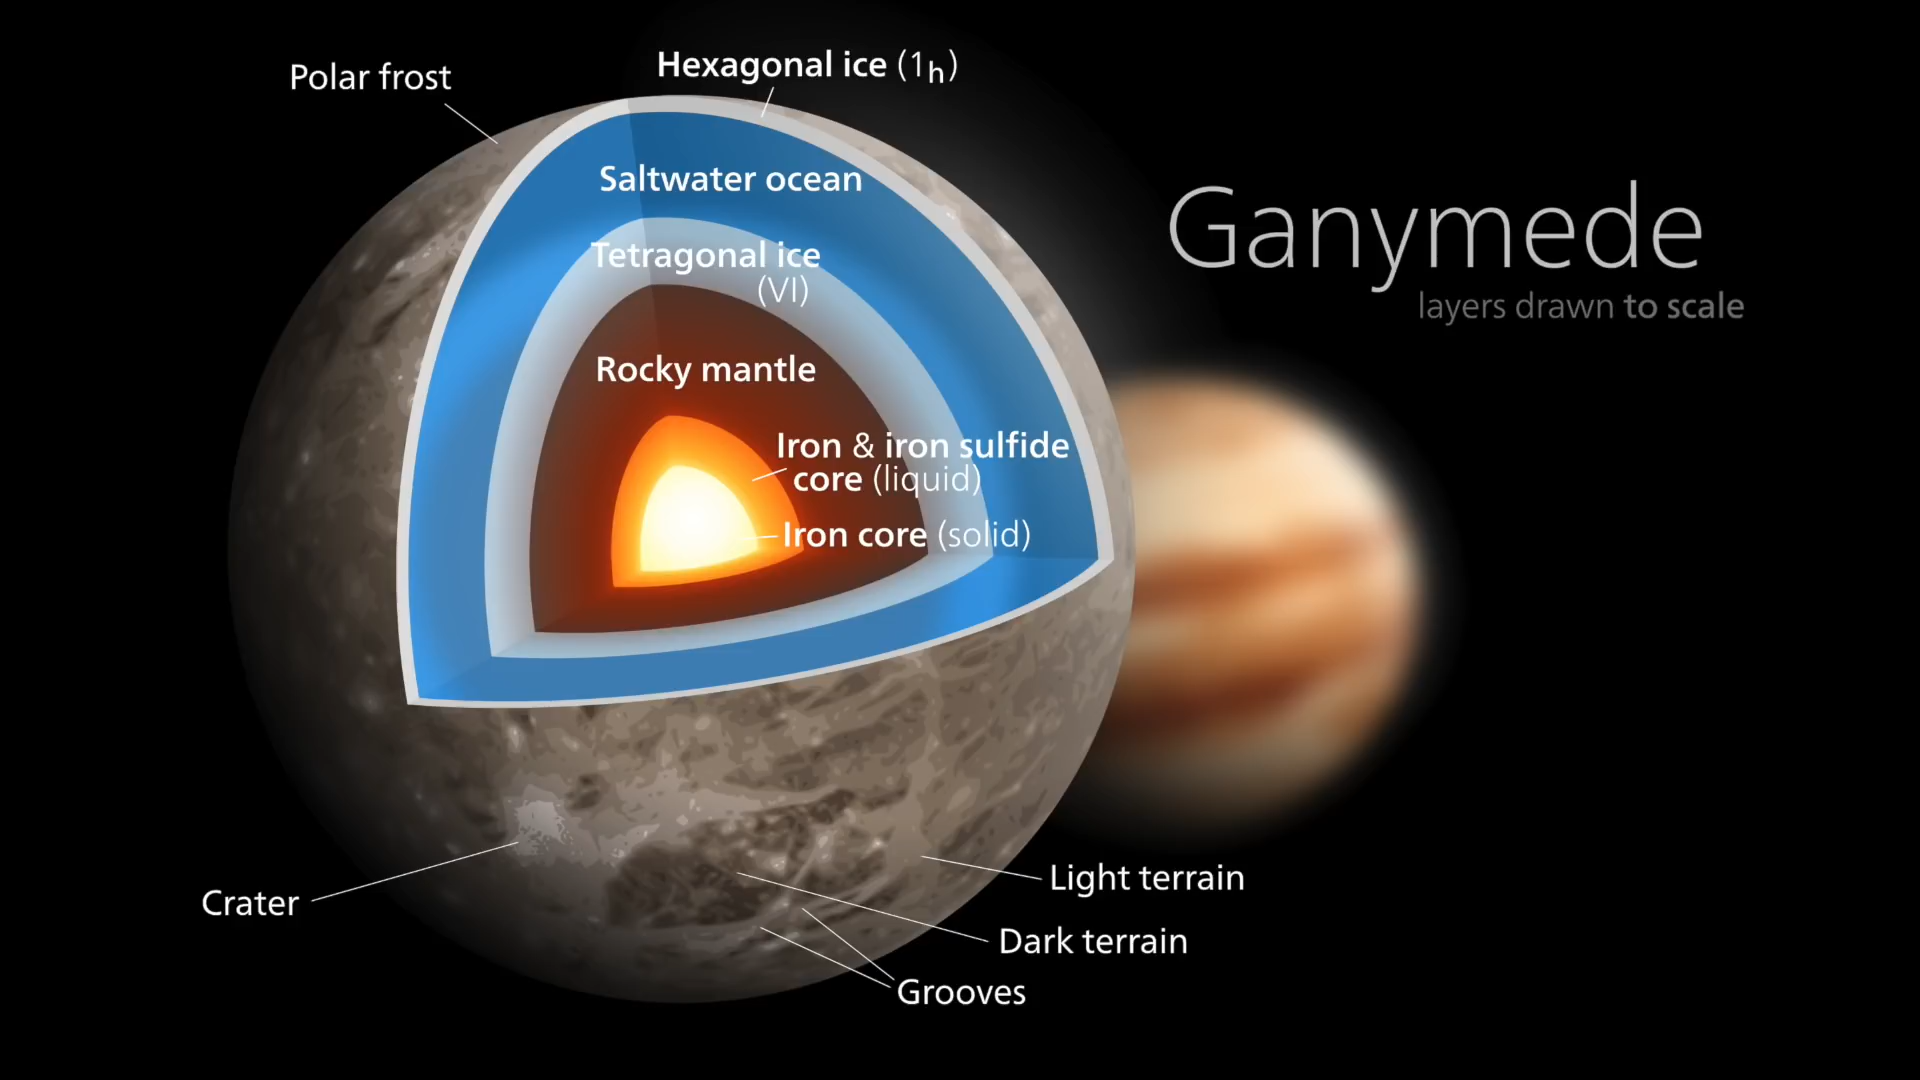 Polar frost
Hexagonal ice (1h)
Saltwater ocean
Ganymede
layers drawn to scale
Tetragonal ice
(VI)
Rocky mantle
Iron & iron sulfide
core (liquid)
Iron core (solid)
Crater
Light terrain
Dark terrain
Grooves